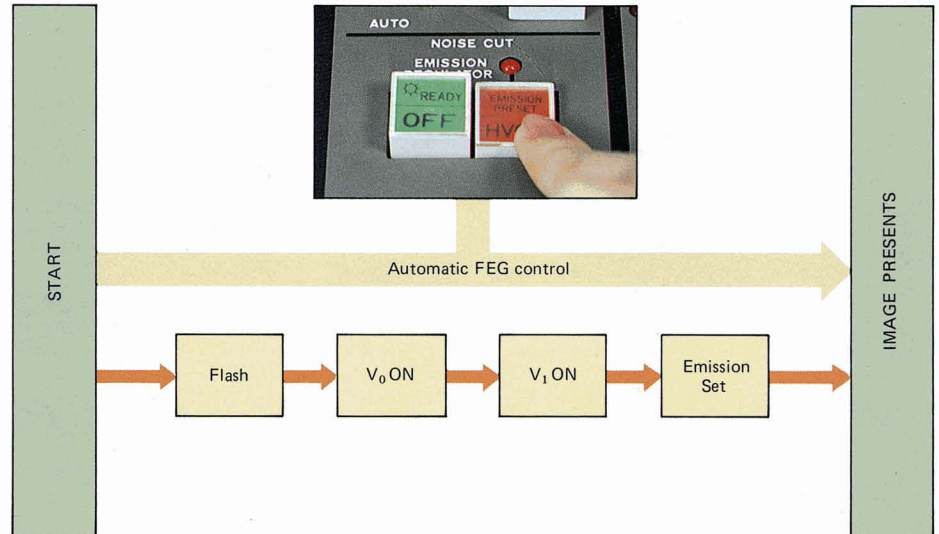 AUTO
NOISE CUT
EMISSION
REGULATOR
READY
OFF
EMISSION
PRESET
START
Automatic FEG control
Flash
V₀ ON
V₁ ON
Emission
Set
IMAGE PRESENTS